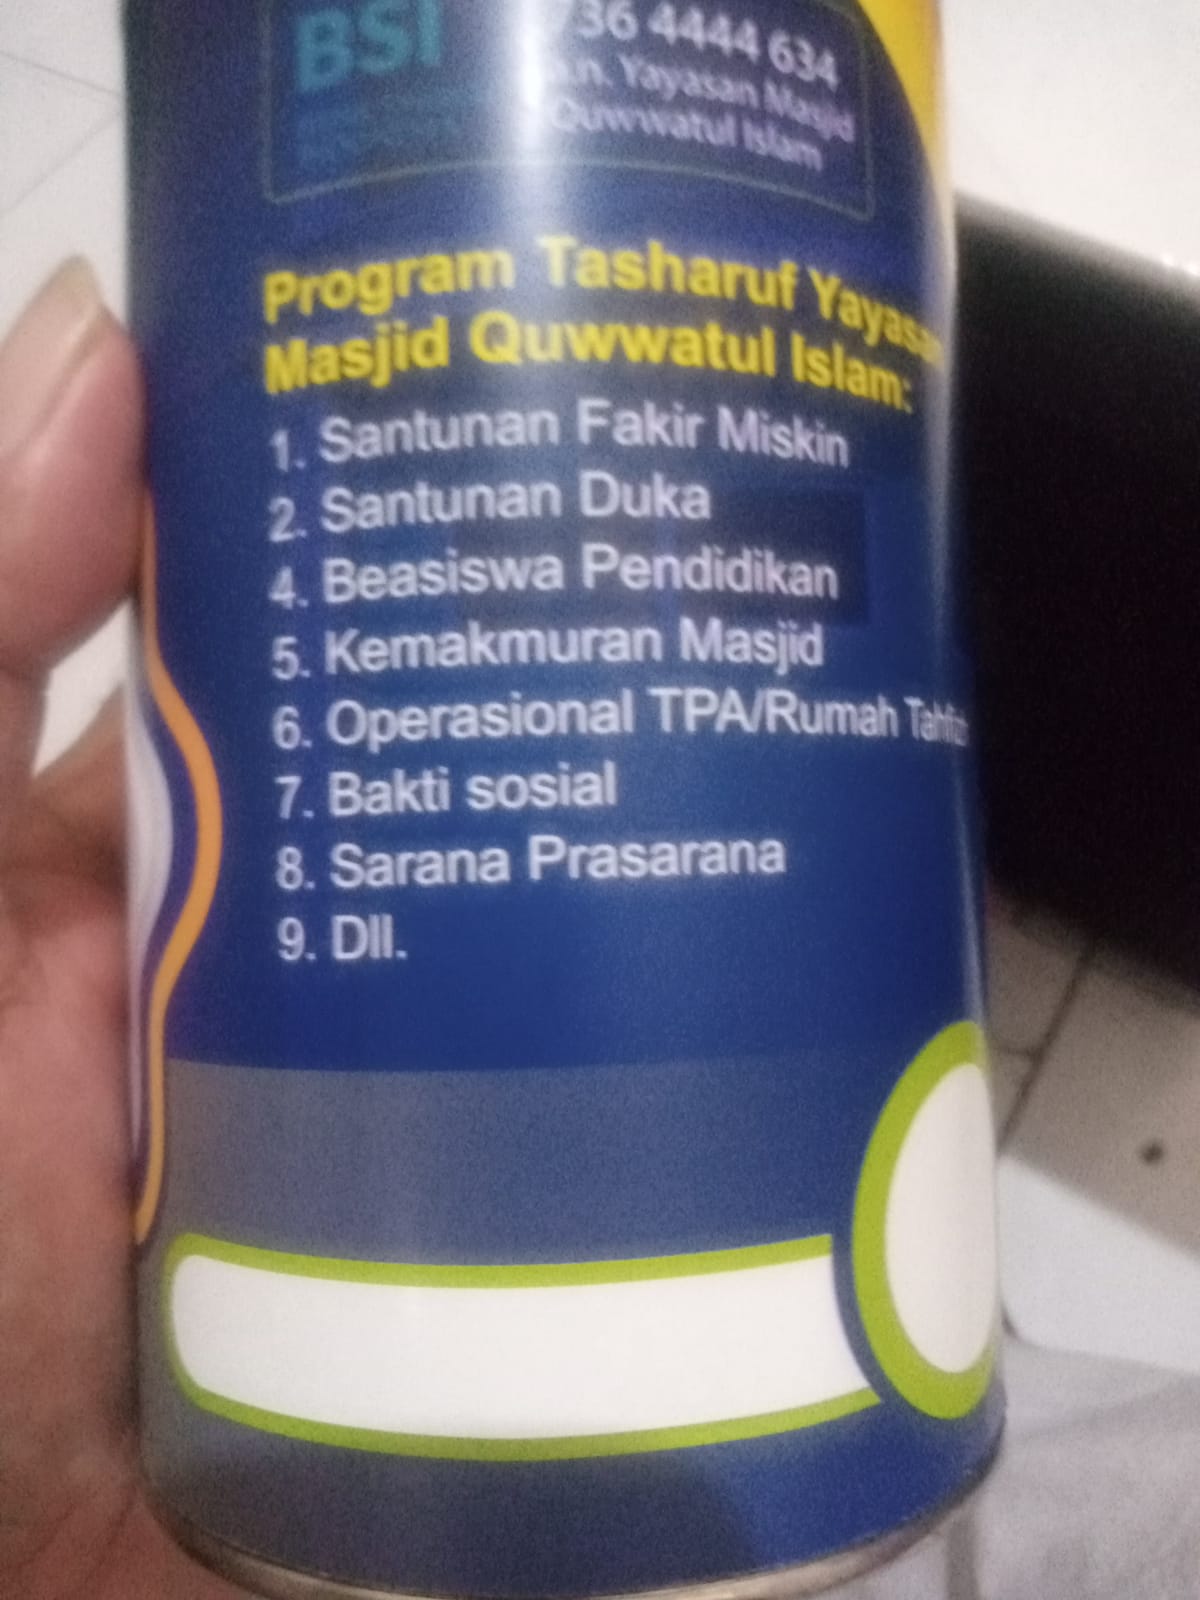 BSI
736 4444 634
a.n. Yayasan Masjid
Quwwatul Islam
Program Tasharuf Yayasan
Masjid Quwwatul Islam:
1. Santunan Fakir Miskin
2. Santunan Duka
4. Beasiswa Pendidikan
5. Kemakmuran Masjid
6. Operasional TPA/Rumah Tahfizh
7. Bakti sosial
8. Sarana Prasarana
9. Dll.